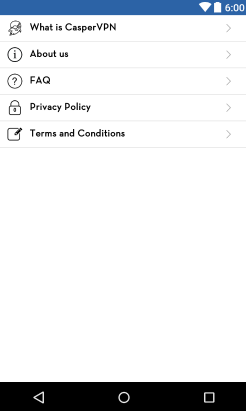 6:00
What is CasperVPN
About us
FAQ
Privacy Policy
Terms and Conditions